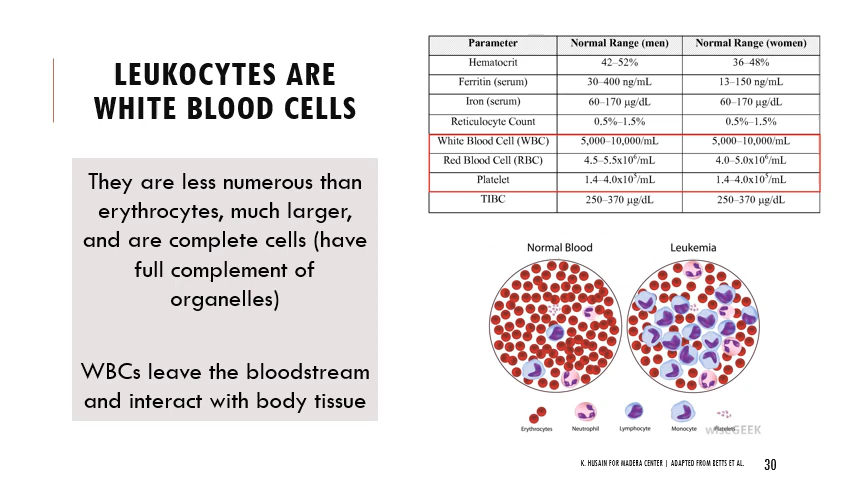 LEUKOCYTES ARE
WHITE BLOOD CELLS
They are less numerous than
erythrocytes, much larger,
and are complete cells (have
full complement of
organelles)
WBCs leave the bloodstream
and interact with body tissue
Parameter Normal Range (men) Normal Range (women)
Hematocrit 42–52% 36–48%
Ferritin (serum) 30–400 ng/mL 13–150 ng/mL
Iron (serum) 60–170 µg/dL 60–170 µg/dL
Reticulocyte Count 0.5%–1.5% 0.5%–1.5%
White Blood Cell (WBC) 5,000–10,000/mL 5,000–10,000/mL
Red Blood Cell (RBC) 4.5–5.5x10⁶/mL 4.0–5.0x10⁶/mL
Platelet 1.4–4.0x10⁵/mL 1.4–4.0x10⁵/mL
TIBC 250–370 µg/dL 250–370 µg/dL
Normal Blood Leukemia
Erythrocytes Neutrophil Lymphocyte Monocyte Platelets
wiseGEEK
K. HUSAIN FOR MADERA CENTER | ADAPTED FROM BETTS ET AL. 30